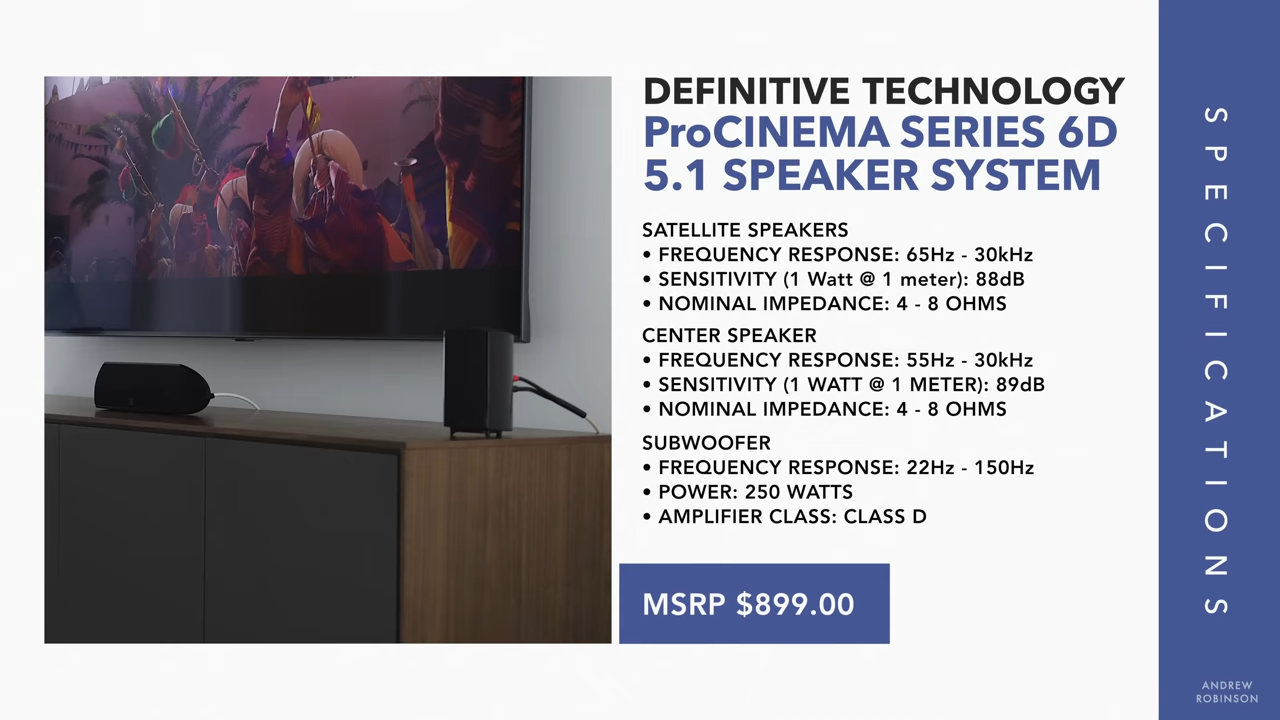 DEFINITIVE TECHNOLOGY
ProCINEMA SERIES 6D
5.1 SPEAKER SYSTEM
SATELLITE SPEAKERS
• FREQUENCY RESPONSE: 65Hz - 30kHz
• SENSITIVITY (1 Watt @ 1 meter): 88dB
• NOMINAL IMPEDANCE: 4 - 8 OHMS
CENTER SPEAKER
• FREQUENCY RESPONSE: 55Hz - 30kHz
• SENSITIVITY (1 WATT @ 1 METER): 89dB
• NOMINAL IMPEDANCE: 4 - 8 OHMS
SUBWOOFER
• FREQUENCY RESPONSE: 22Hz - 150Hz
• POWER: 250 WATTS
• AMPLIFIER CLASS: CLASS D
MSRP $899.00
SPECIFICATIONS
ANDREW
ROBINSON